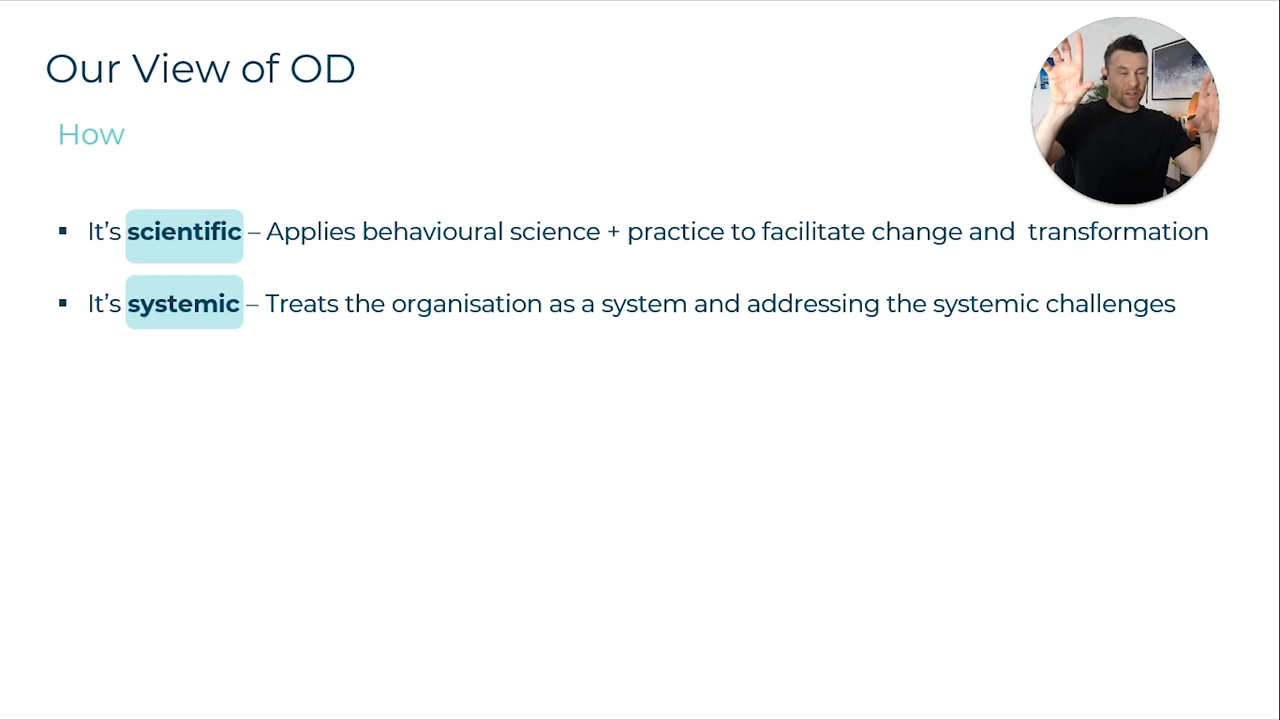 Our View of OD
How
▪ It’s scientific – Applies behavioural science + practice to facilitate change and  transformation
▪ It’s systemic – Treats the organisation as a system and addressing the systemic challenges